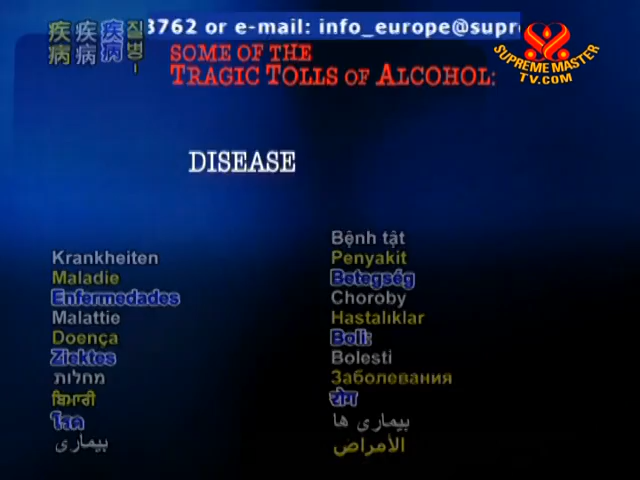 3762 or e-mail: info_europe@supr
疾病
疾病
疾病
질병-
SUPREME MASTER
TV.COM
SOME OF THE
TRAGIC TOLLS OF ALCOHOL:
DISEASE
Krankheiten
Maladie
Enfermedades
Malattie
Doença
Ziektes
מחלות
ਬਿਮਾਰੀ
โรค
بیماری
Bệnh tật
Penyakit
Betegség
Choroby
Hastalıklar
Boli:
Bolesti
Заболевания
रोग
بیماری ها
الأمراض